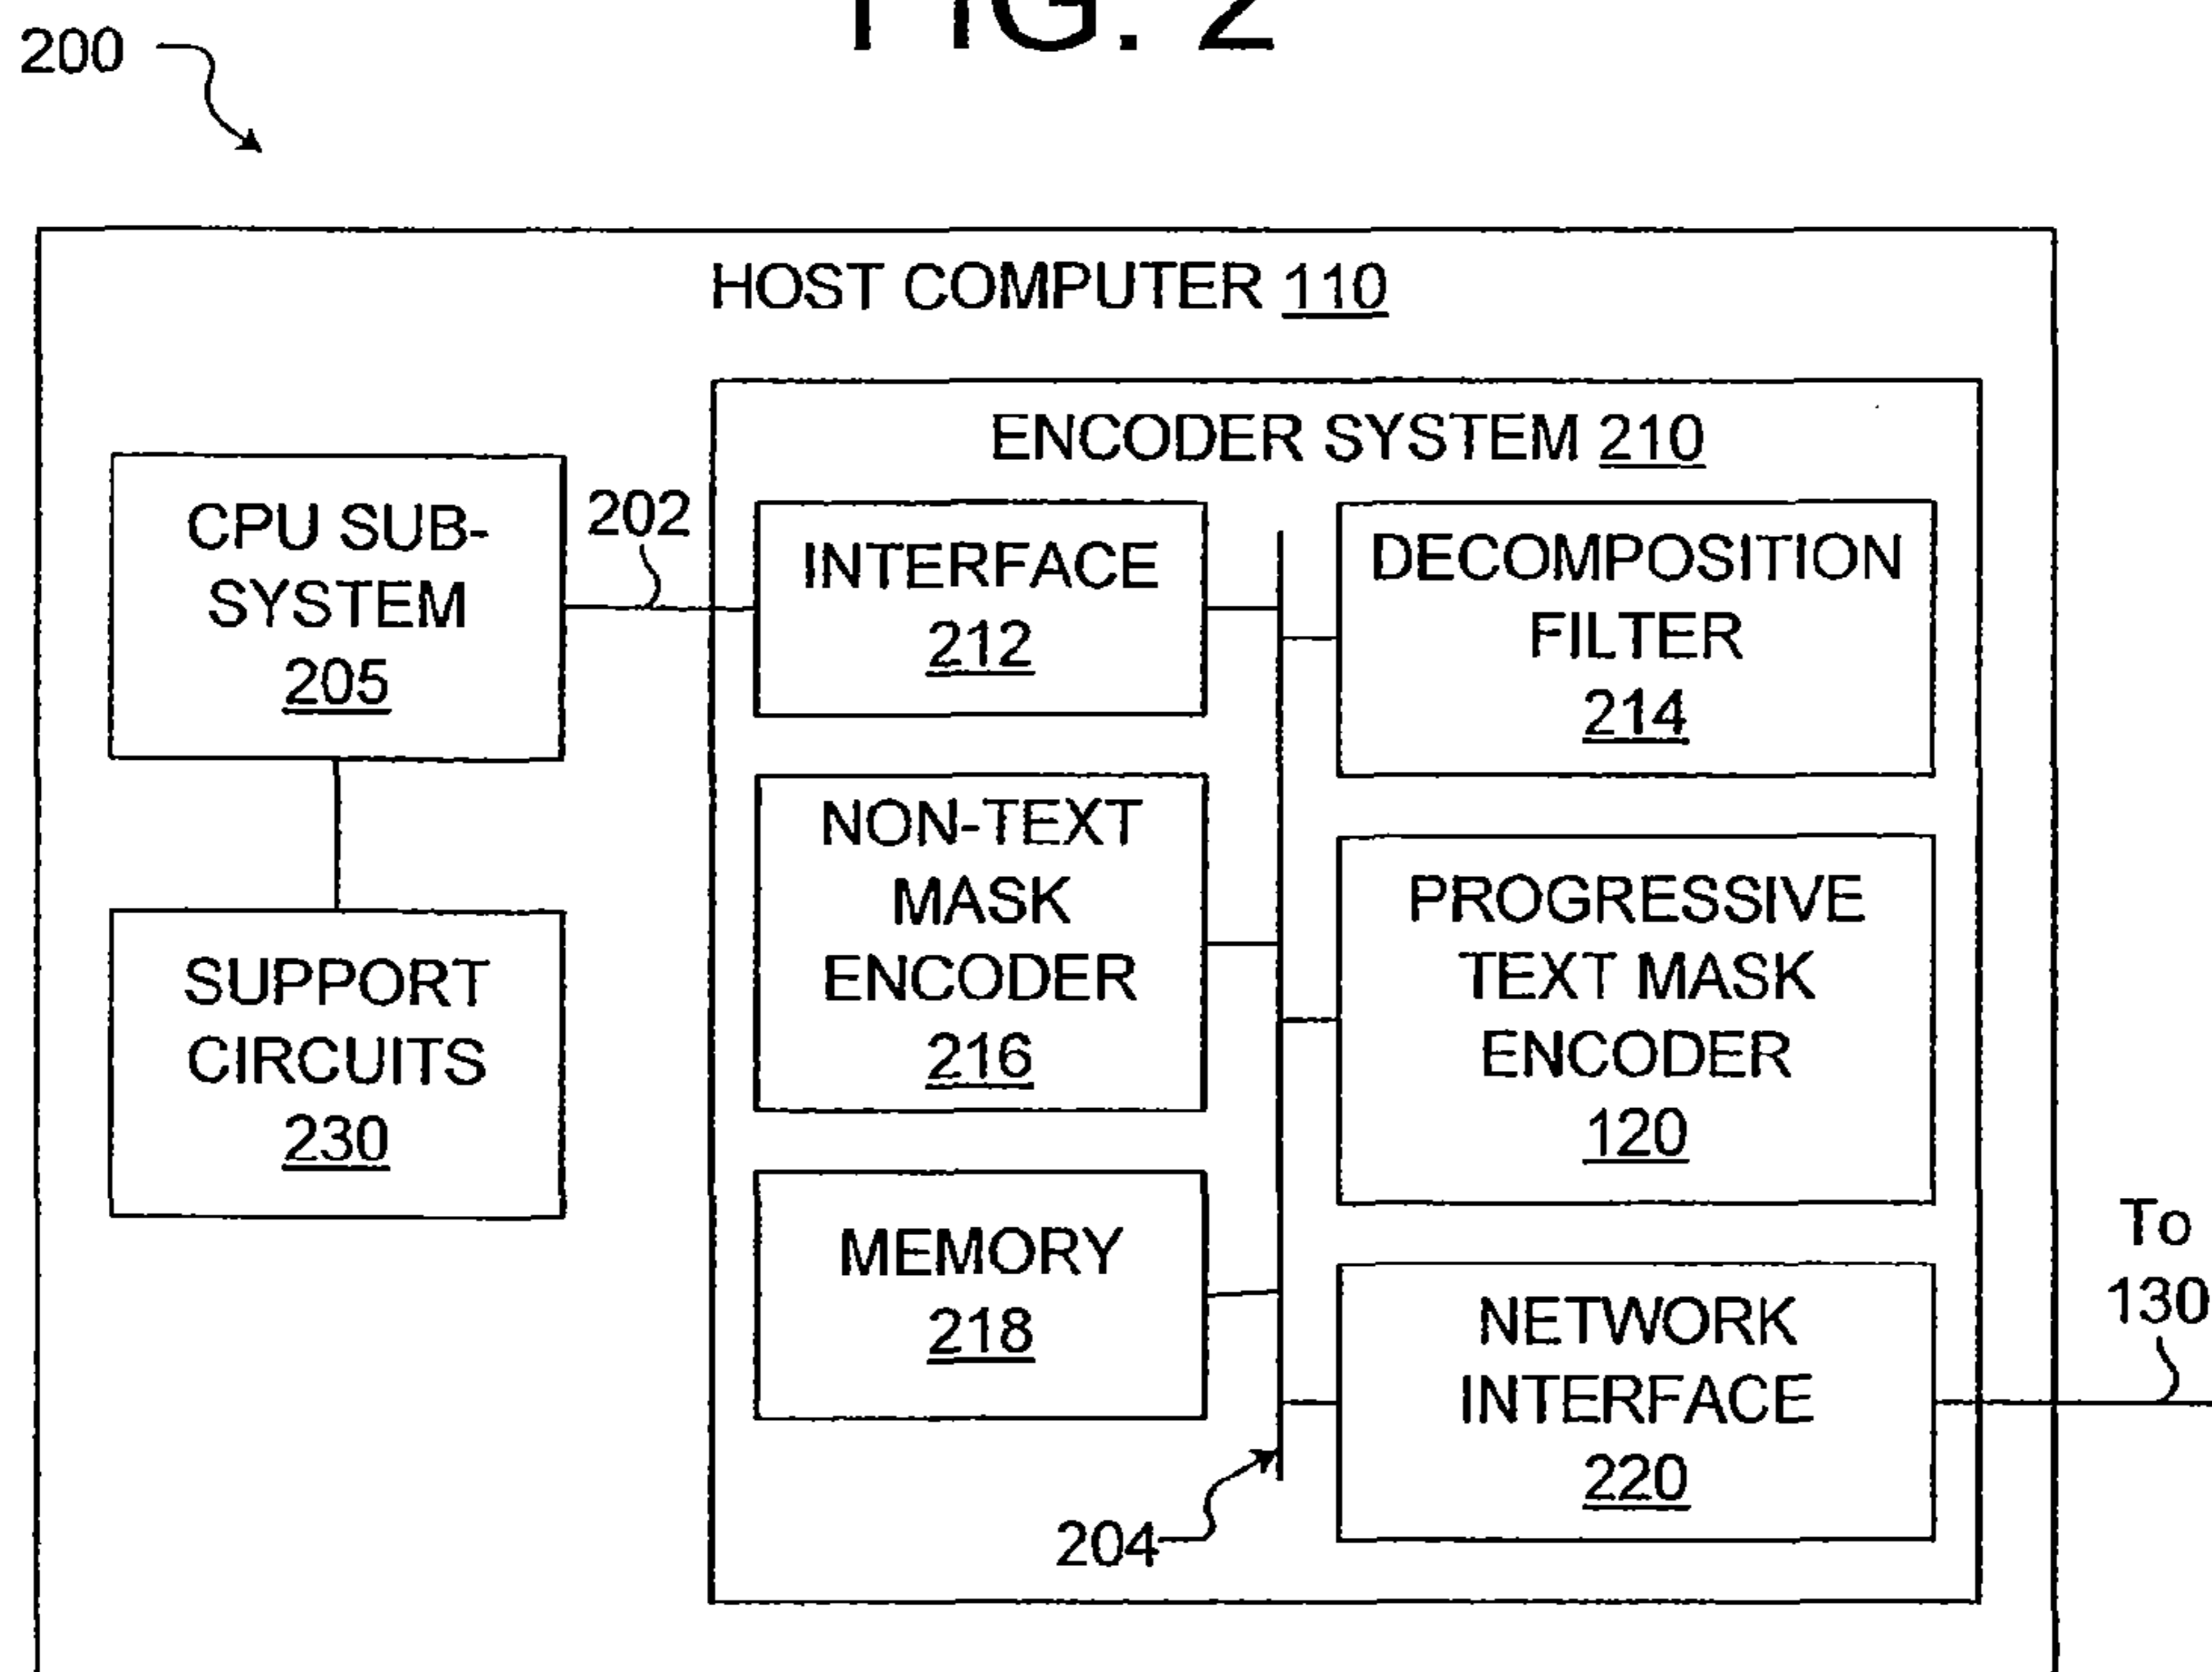 FIG. 2
200
HOST COMPUTER 110
ENCODER SYSTEM 210
CPU SUB-
SYSTEM
205
202
INTERFACE
212
DECOMPOSITION
FILTER
214
NON-TEXT
MASK
ENCODER
216
PROGRESSIVE
TEXT MASK
ENCODER
120
SUPPORT
CIRCUITS
230
MEMORY
218
NETWORK
INTERFACE
220
To
130
204